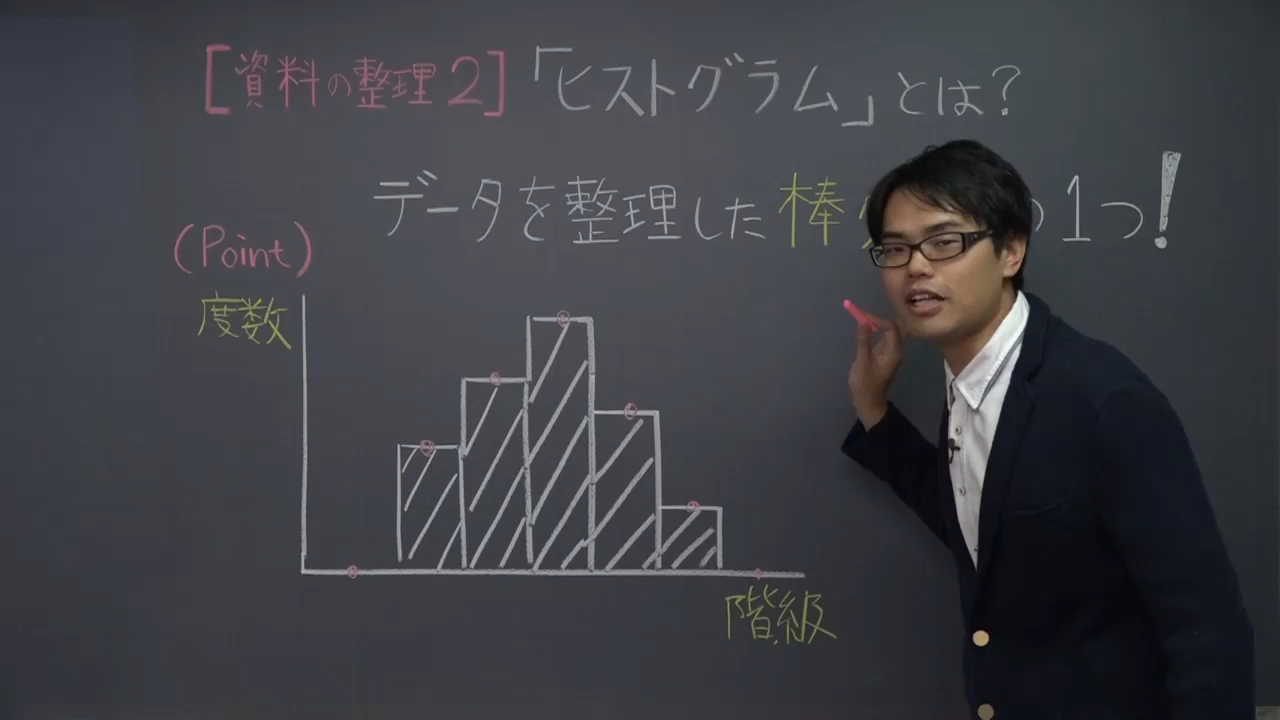 [資料の整理2]「ヒストグラム」とは?
データを整理した棒 の1つ!
(Point)
度数
階級